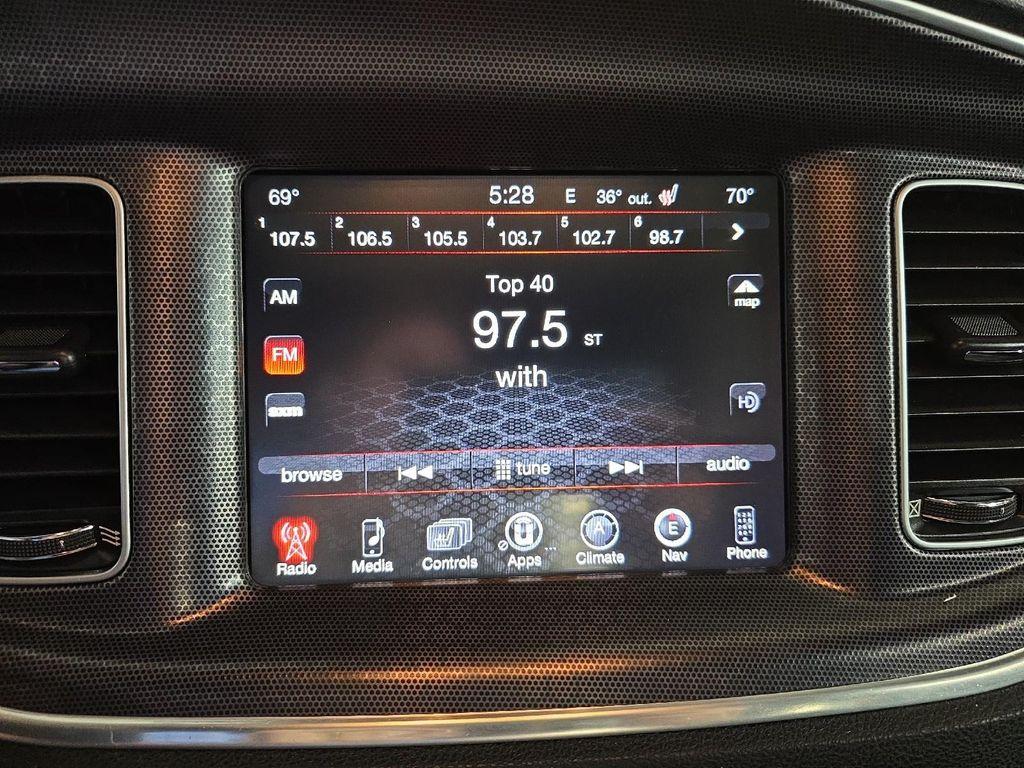 69° 5:28 E 36° out. 70°
1 107.5 2 106.5 3 105.5 4 103.7 5 102.7 6 98.7
Top 40
AM
map
97.5 ST
FM
with
HD
zoom
browse tune audio
Radio Media Controls Apps ... Climate Nav Phone
A
E